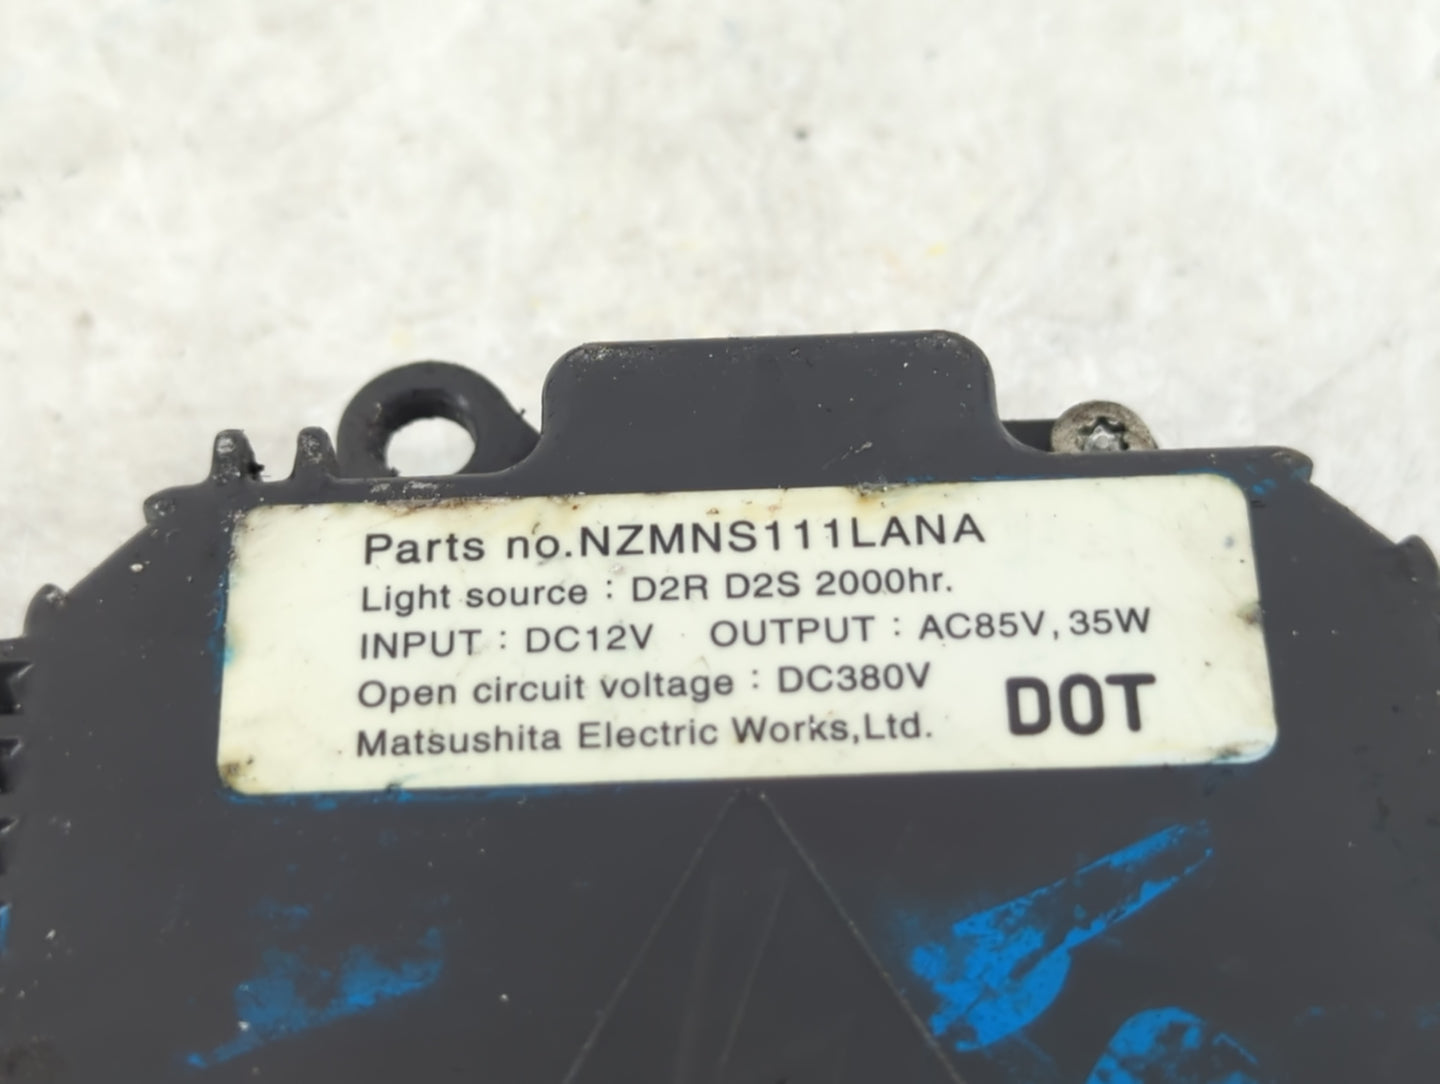 Parts no.NZMNS111LANA
Light source : D2R D2S 2000hr.
INPUT : DC12V OUTPUT : AC85V, 35W
Open circuit voltage : DC380V
Matsushita Electric Works,Ltd.
DOT